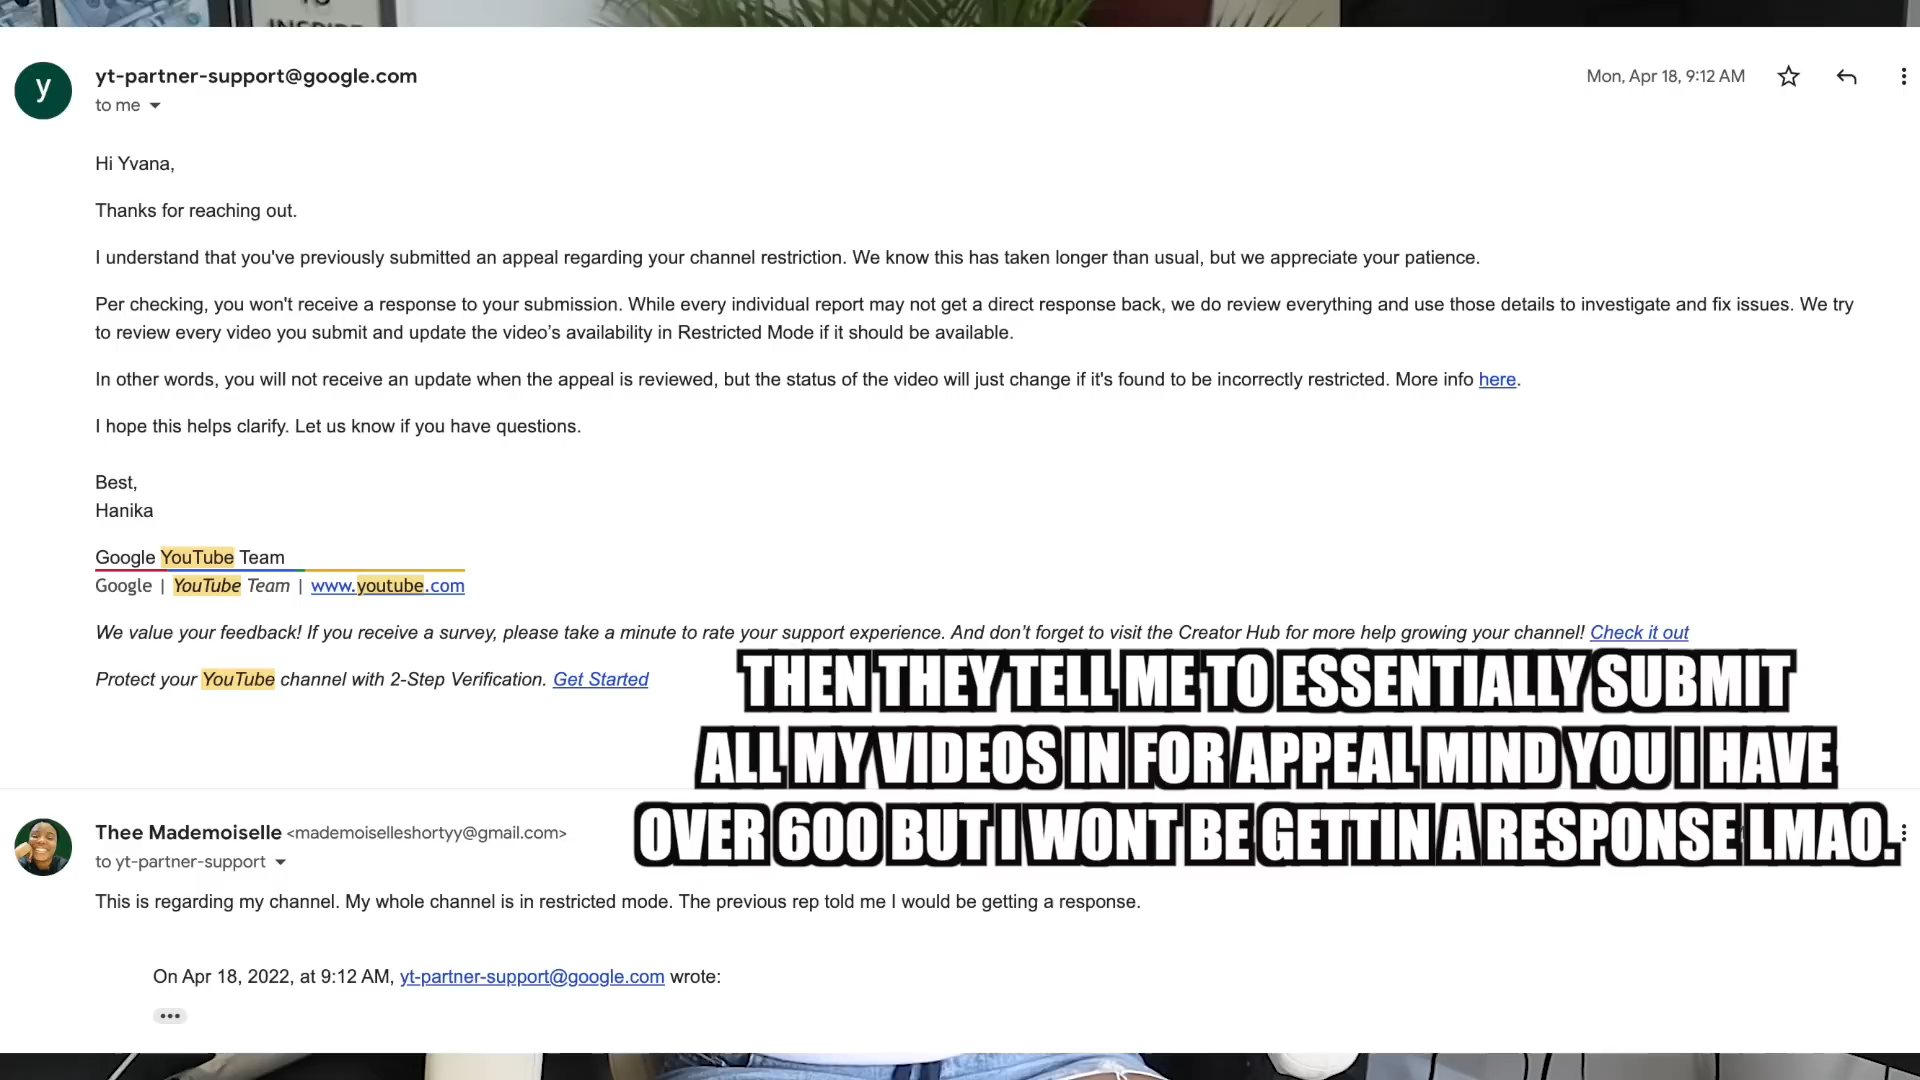 INSPIRE
y
yt-partner-support@google.com
Mon, Apr 18, 9:12 AM
to me
Hi Yvana,
Thanks for reaching out.
I understand that you've previously submitted an appeal regarding your channel restriction. We know this has taken longer than usual, but we appreciate your patience.
Per checking, you won't receive a response to your submission. While every individual report may not get a direct response back, we do review everything and use those details to investigate and fix issues. We try
to review every video you submit and update the video’s availability in Restricted Mode if it should be available.
In other words, you will not receive an update when the appeal is reviewed, but the status of the video will just change if it's found to be incorrectly restricted. More info here.
I hope this helps clarify. Let us know if you have questions.
Best,
Hanika
Google YouTube Team
Google | YouTube Team | www.youtube.com
We value your feedback! If you receive a survey, please take a minute to rate your support experience. And don’t forget to visit the Creator Hub for more help growing your channel! Check it out
Protect your YouTube channel with 2-Step Verification. Get Started
THEN THEY TELL ME TO ESSENTIALLY SUBMIT
ALL MY VIDEOS IN FOR APPEAL MIND YOU I HAVE
OVER 600 BUT I WONT BE GETTIN A RESPONSE LMAO.
Thee Mademoiselle <mademoiselleshortyy@gmail.com>
to yt-partner-support
This is regarding my channel. My whole channel is in restricted mode. The previous rep told me I would be getting a response.
On Apr 18, 2022, at 9:12 AM, yt-partner-support@google.com wrote: